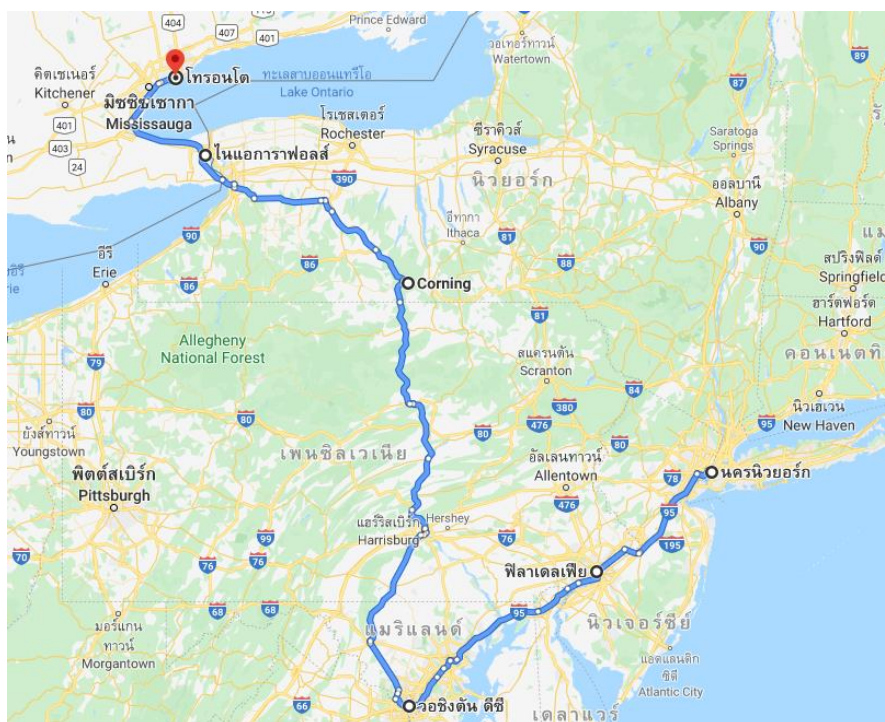 404
407
401
Prince Edward
วอเทอร์ทาวน์
Watertown
89
87
โทรอนโต
คิตเชเนอร์
Kitchener
ทะเลสาบออนแทรีโอ
Lake Ontario
มิซซิซเซากา
Mississauga
401
403
24
โรเชสเตอร์
Rochester
ซีราคิวส์
Syracuse
Saratoga
Springs
ไนแอการาฟอลส์
390
นิวยอร์ก
ออลบานี
Albany
อีทากา
Ithaca
90
81
90
86
88
อีรี
Erie
86
Corning
81
สปริงฟีลด์
Springfield
ฮาร์ตฟอร์ด
Hartford
Allegheny
National Forest
79
สแครนตัน
Scranton
84
380
476
80
80
80
80
95
นิวเฮเวน
New Haven
ยังส์ทาวน์
Youngstown
เพนซิลเวเนีย
อัลเลนทาวน์
Allentown
78
นครนิวยอร์ก
พิตต์สเบิร์ก
Pittsburgh
476
95
แฮร์ริสเบิร์ก
Harrisburg
Hershey
99
76
195
70
76
76
ฟิลาเดลเฟีย
68
68
95
นิวเจอร์ซีย์
มอร์แกน
ทาวน์
Morgantown
แมริแลนด์
แอตแลนติก
ซิตี
Atlantic City
66
วอชิงตัน ดีซี
เดลาแวร์